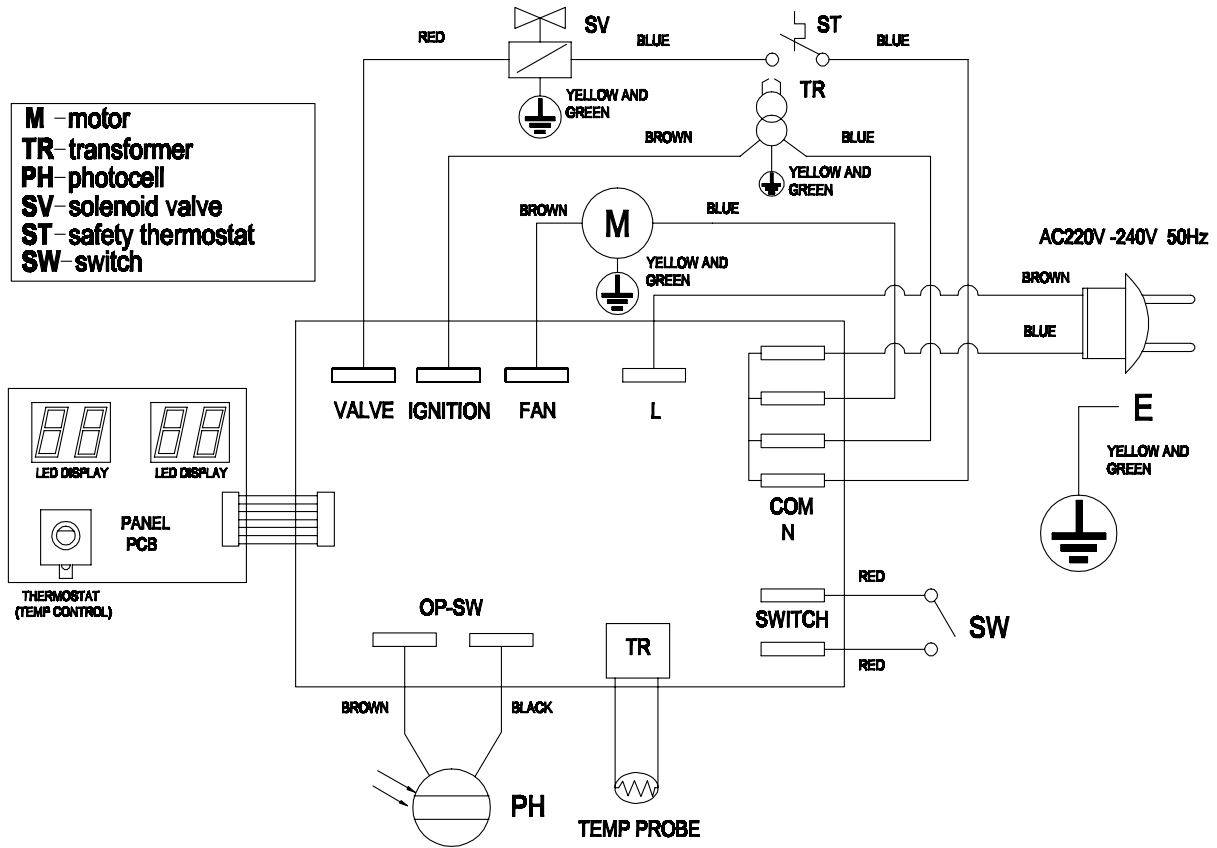 RED
SV
BLUE
ST
BLUE
YELLOW AND
GREEN
TR
BROWN
BLUE
YELLOW AND
GREEN
M-motor
TR-transformer
PH-photocell
SV-solenoid valve
ST-safety thermostat
SW-switch
BROWN
M
BLUE
YELLOW AND
GREEN
AC220V -240V 50Hz
BROWN
BLUE
VALVE
IGNITION
FAN
L
E
YELLOW AND
GREEN
88
88
LED DISPLAY
LED DISPLAY
PANEL
PCB
THERMOSTAT
(TEMP CONTROL)
COM
N
OP-SW
TR
SWITCH
RED
SW
RED
BROWN
BLACK
PH
TEMP PROBE